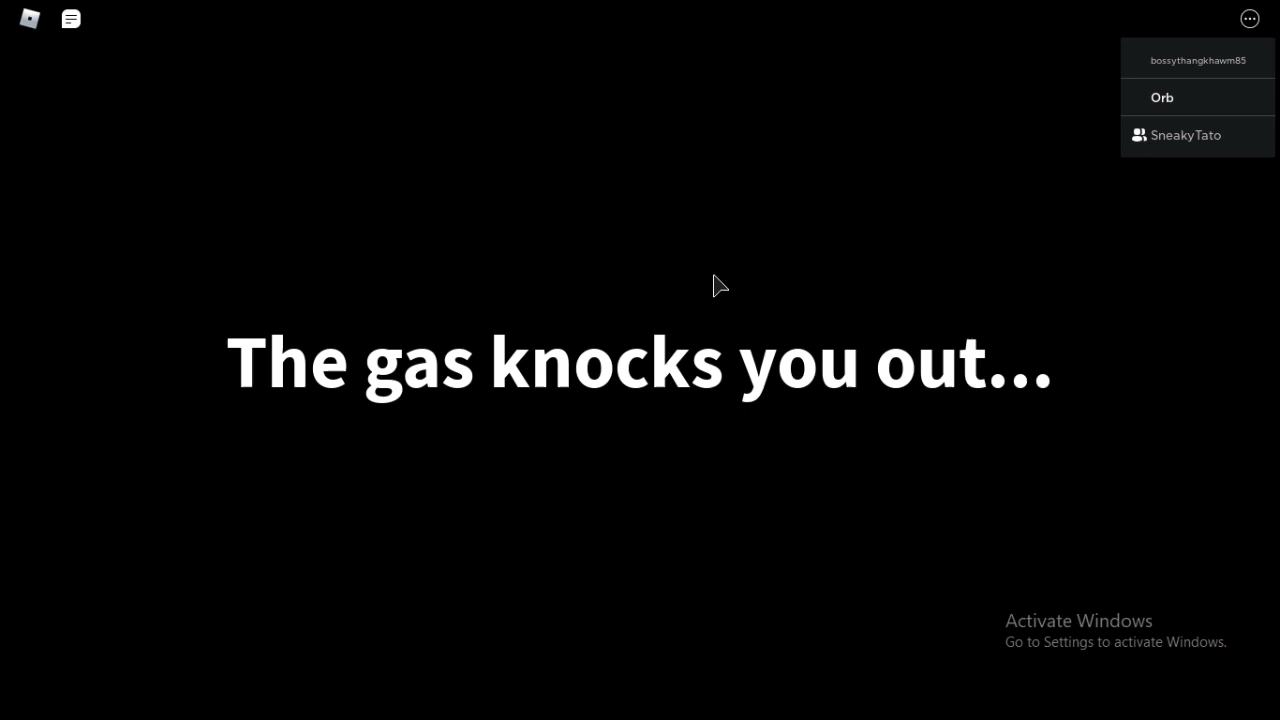 bossythangkhawm85
Orb
SneakyTato
The gas knocks you out...
Activate Windows
Go to Settings to activate Windows.